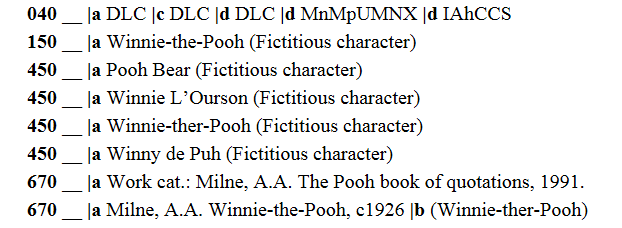 040 __ |a DLC |c DLC |d DLC |d MnMpUMNX |d IAhCCS
150 __ |a Winnie-the-Pooh (Fictitious character)
450 __ |a Pooh Bear (Fictitious character)
450 __ |a Winnie L’Ourson (Fictitious character)
450 __ |a Winnie-ther-Pooh (Fictitious character)
450 __ |a Winny de Puh (Fictitious character)
670 __ |a Work cat.: Milne, A.A. The Pooh book of quotations, 1991.
670 __ |a Milne, A.A. Winnie-the-Pooh, c1926 |b (Winnie-ther-Pooh)